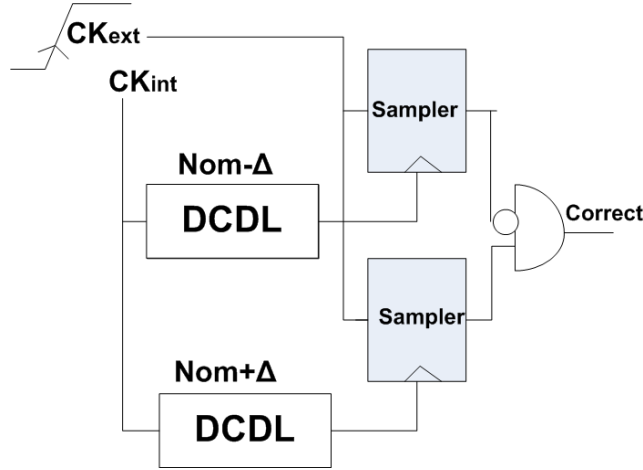 CKext
CKint
Sampler
Nom-Δ
DCDL
Correct
Sampler
Nom+Δ
DCDL